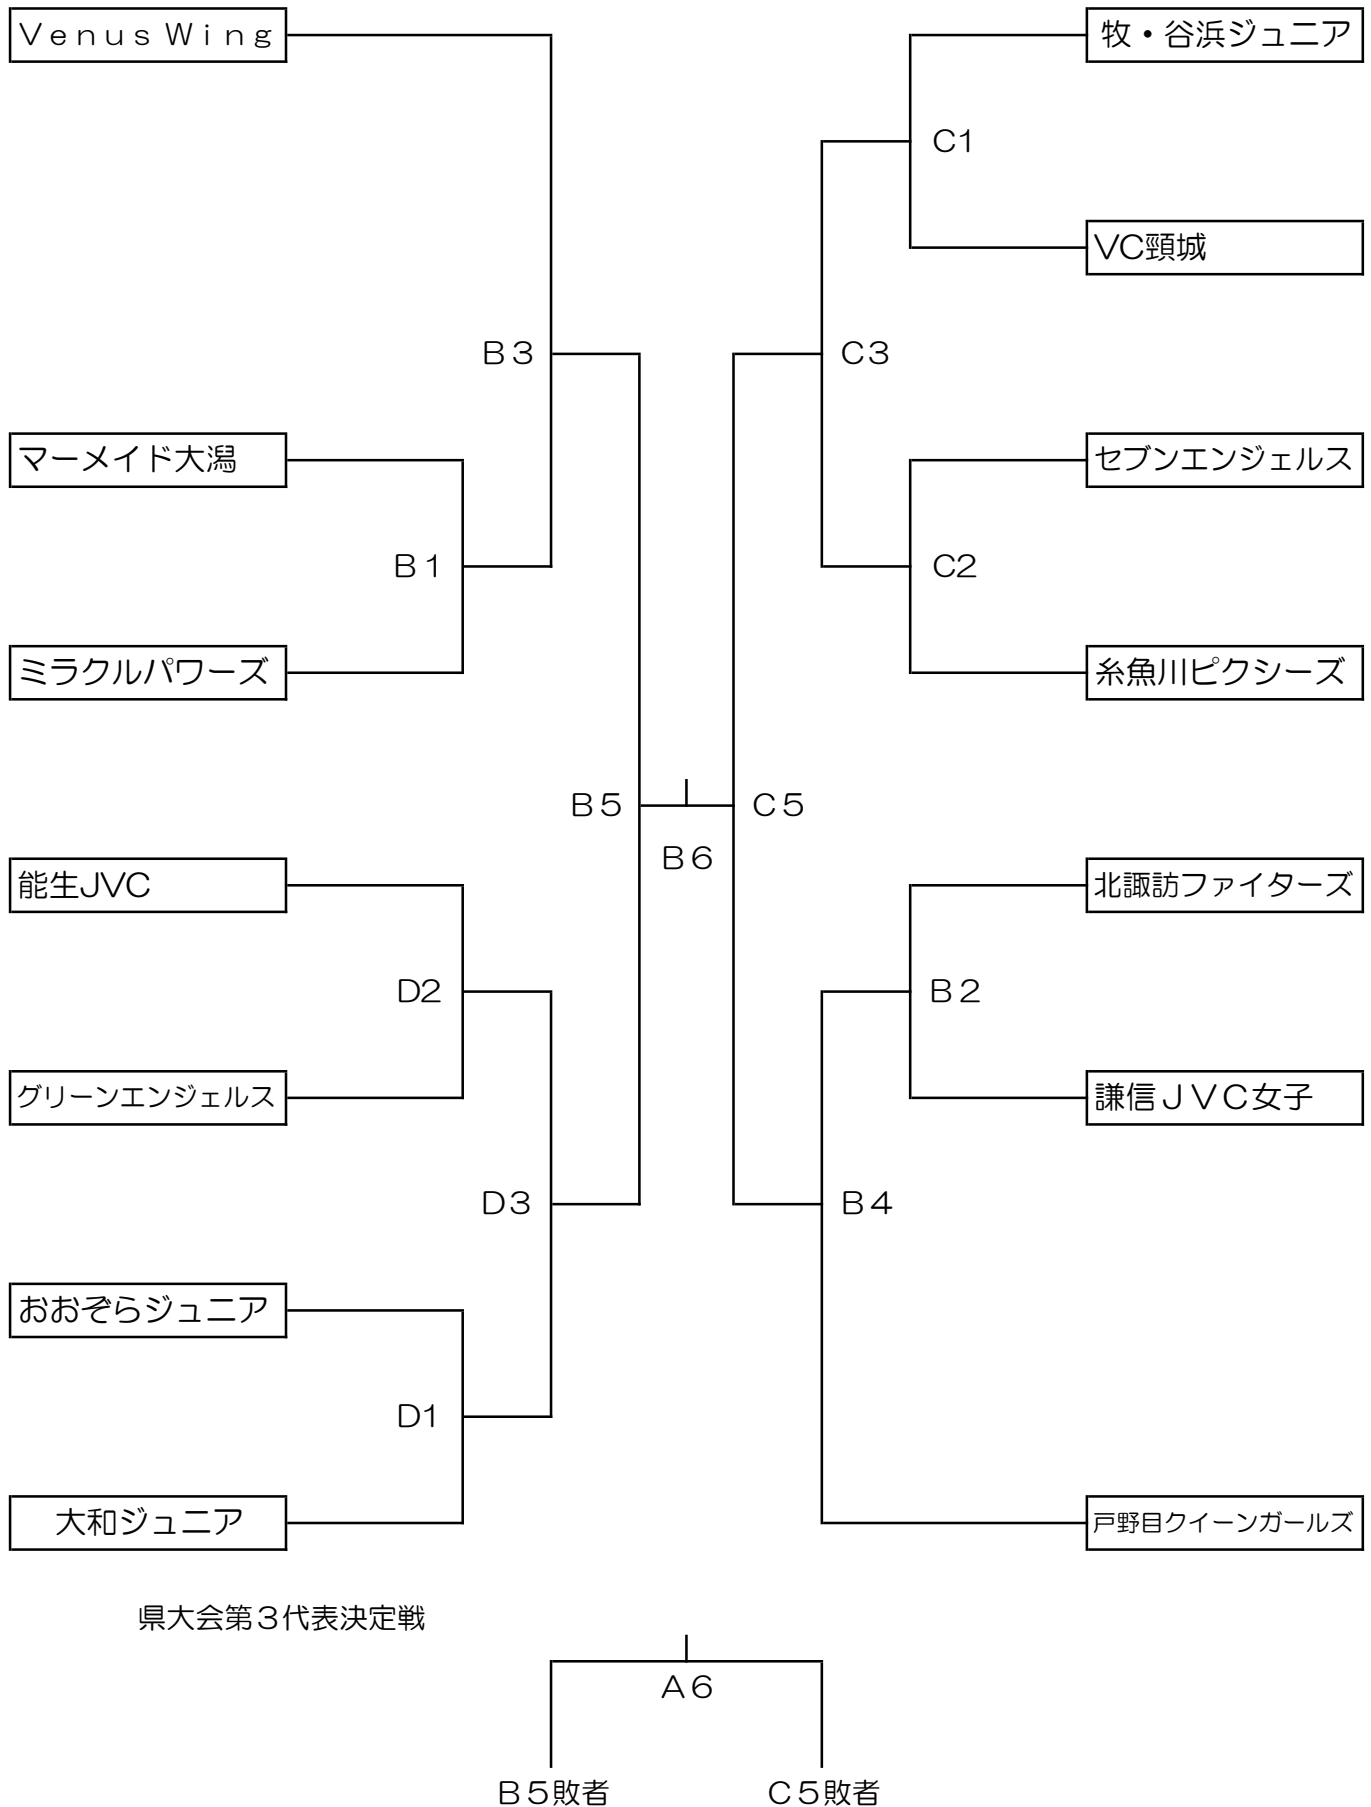 Venus Wing
牧・谷浜ジュニア
C1
VC頸城
B3
C3
マーメイド大潟
セブンエンジェルス
B1
C2
ミラクルパワーズ
糸魚川ピクシーズ
B5
C5
B6
能生JVC
北諏訪ファイターズ
D2
B2
グリーンエンジェルス
謙信JVC女子
D3
B4
おおぞらジュニア
D1
大和ジュニア
戸野目クイーンガールズ
県大会第3代表決定戦
A6
B5敗者
C5敗者